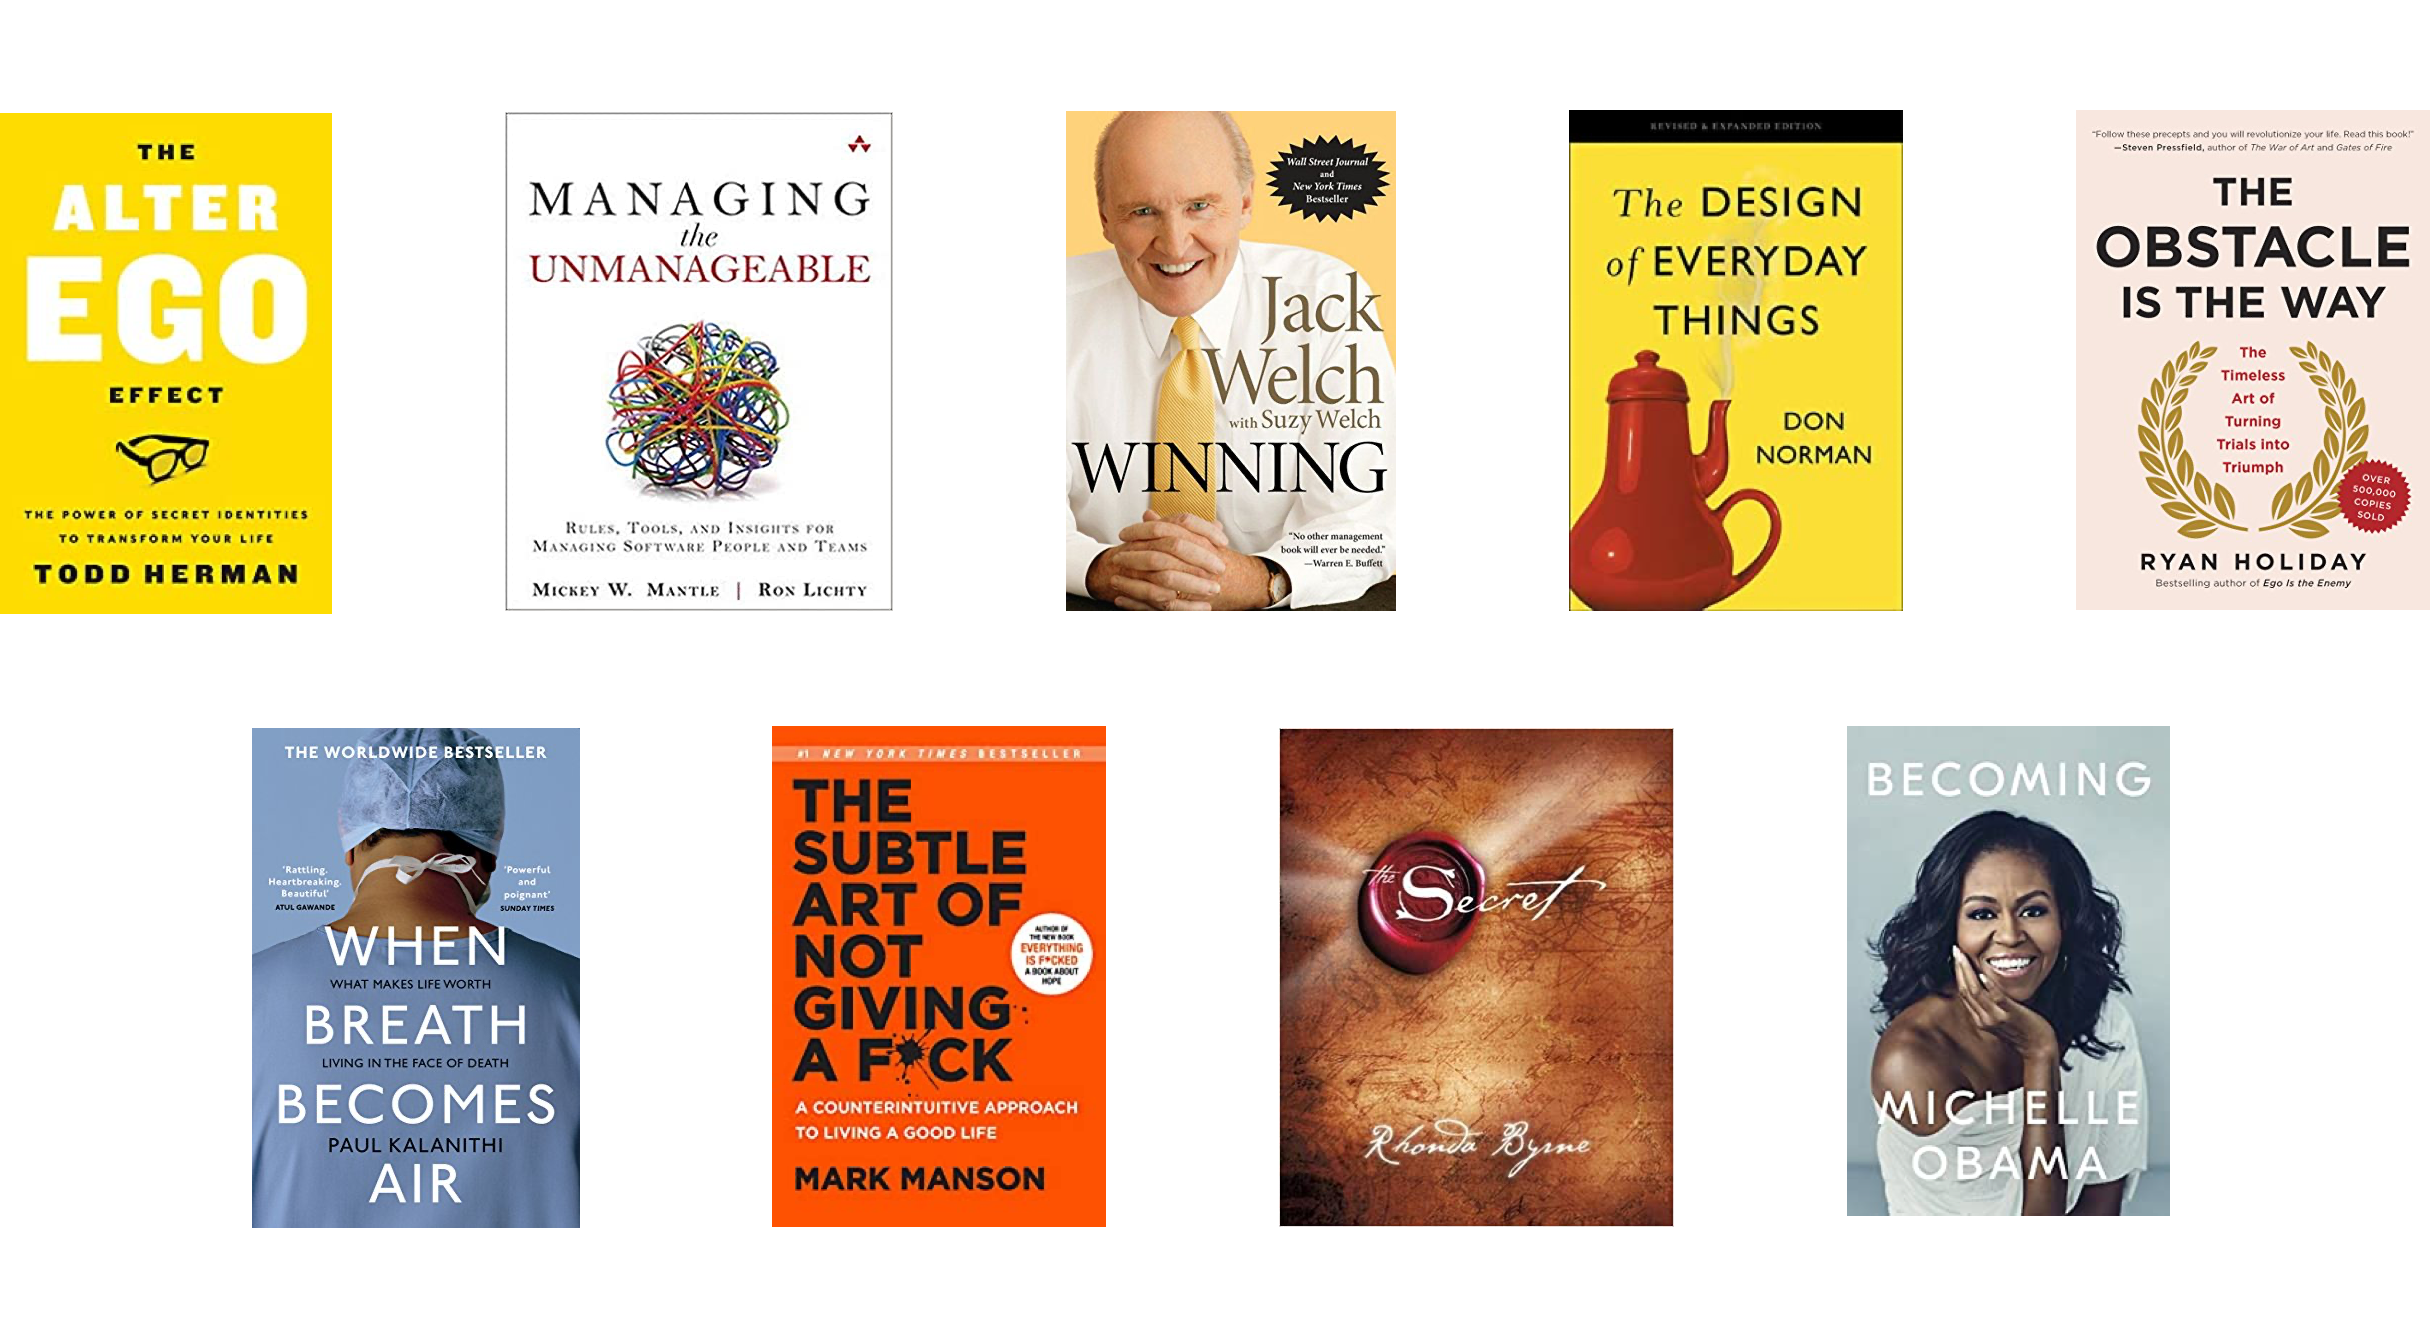 THE
ALTER
EGO
EFFECT
THE POWER OF SECRET IDENTITIES
TO TRANSFORM YOUR LIFE
TODD HERMAN
MANAGING
the
UNMANAGEABLE
RULES, TOOLS, AND INSIGHTS FOR
MANAGING SOFTWARE PEOPLE AND TEAMS
MICKEY W. MANTLE | RON LICHTY
Wall Street Journal
and
New York Times
Bestseller
Jack
Welch
with Suzy Welch
WINNING
"No other management
book will ever be needed."
—Warren E. Buffett
REVISED & EXPANDED EDITION
The DESIGN
of EVERYDAY
THINGS
DON
NORMAN
"Follow these precepts and you will revolutionize your life. Read this book!"
—Steven Pressfield, author of The War of Art and Gates of Fire
THE
OBSTACLE
IS THE WAY
The
Timeless
Art of
Turning
Trials into
Triumph
OVER
500,000
COPIES
SOLD
RYAN HOLIDAY
Bestselling author of Ego Is the Enemy
THE WORLDWIDE BESTSELLER
'Rattling.
Heartbreaking.
Beautiful'
ATUL GAWANDE
'Powerful
and
poignant'
SUNDAY TIMES
WHEN
WHAT MAKES LIFE WORTH
BREATH
LIVING IN THE FACE OF DEATH
BECOMES
PAUL KALANITHI
AIR
#1 NEW YORK TIMES BESTSELLER
THE
SUBTLE
ART OF
NOT
GIVING
A F*CK
AUTHOR OF
THE NEW BOOK
EVERYTHING
IS F*CKED
A BOOK ABOUT
HOPE
A COUNTERINTUITIVE APPROACH
TO LIVING A GOOD LIFE
MARK MANSON
the Secret
Rhonda Byrne
BECOMING
MICHELLE
OBAMA